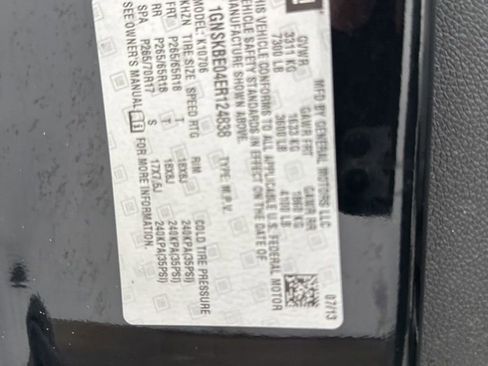 MFD BY GENERAL MOTORS LLC
07/13
GVWR GAWR FRT GAWR RR
3311 KG 1633 KG 1860 KG
7300 LB 3600 LB 4100 LB
THIS VEHICLE CONFORMS TO ALL APPLICABLE U.S. FEDERAL MOTOR
VEHICLE SAFETY STANDARDS IN EFFECT ON THE DATE OF
MANUFACTURE SHOWN ABOVE.
1GNSKBE04ER124838 TYPE: M.P.V.
MODEL: K10706
KHZN TIRE SIZE SPEED RTG RIM COLD TIRE PRESSURE
FRT P265/65R18 T 18X8J 240KPA(35PSI)
RR P265/65R18 T 18X8J 240KPA(35PSI)
SPA P265/70R17 S 17X7.5J 240KPA(35PSI)
SEE OWNER'S MANUAL FOR MORE INFORMATION.